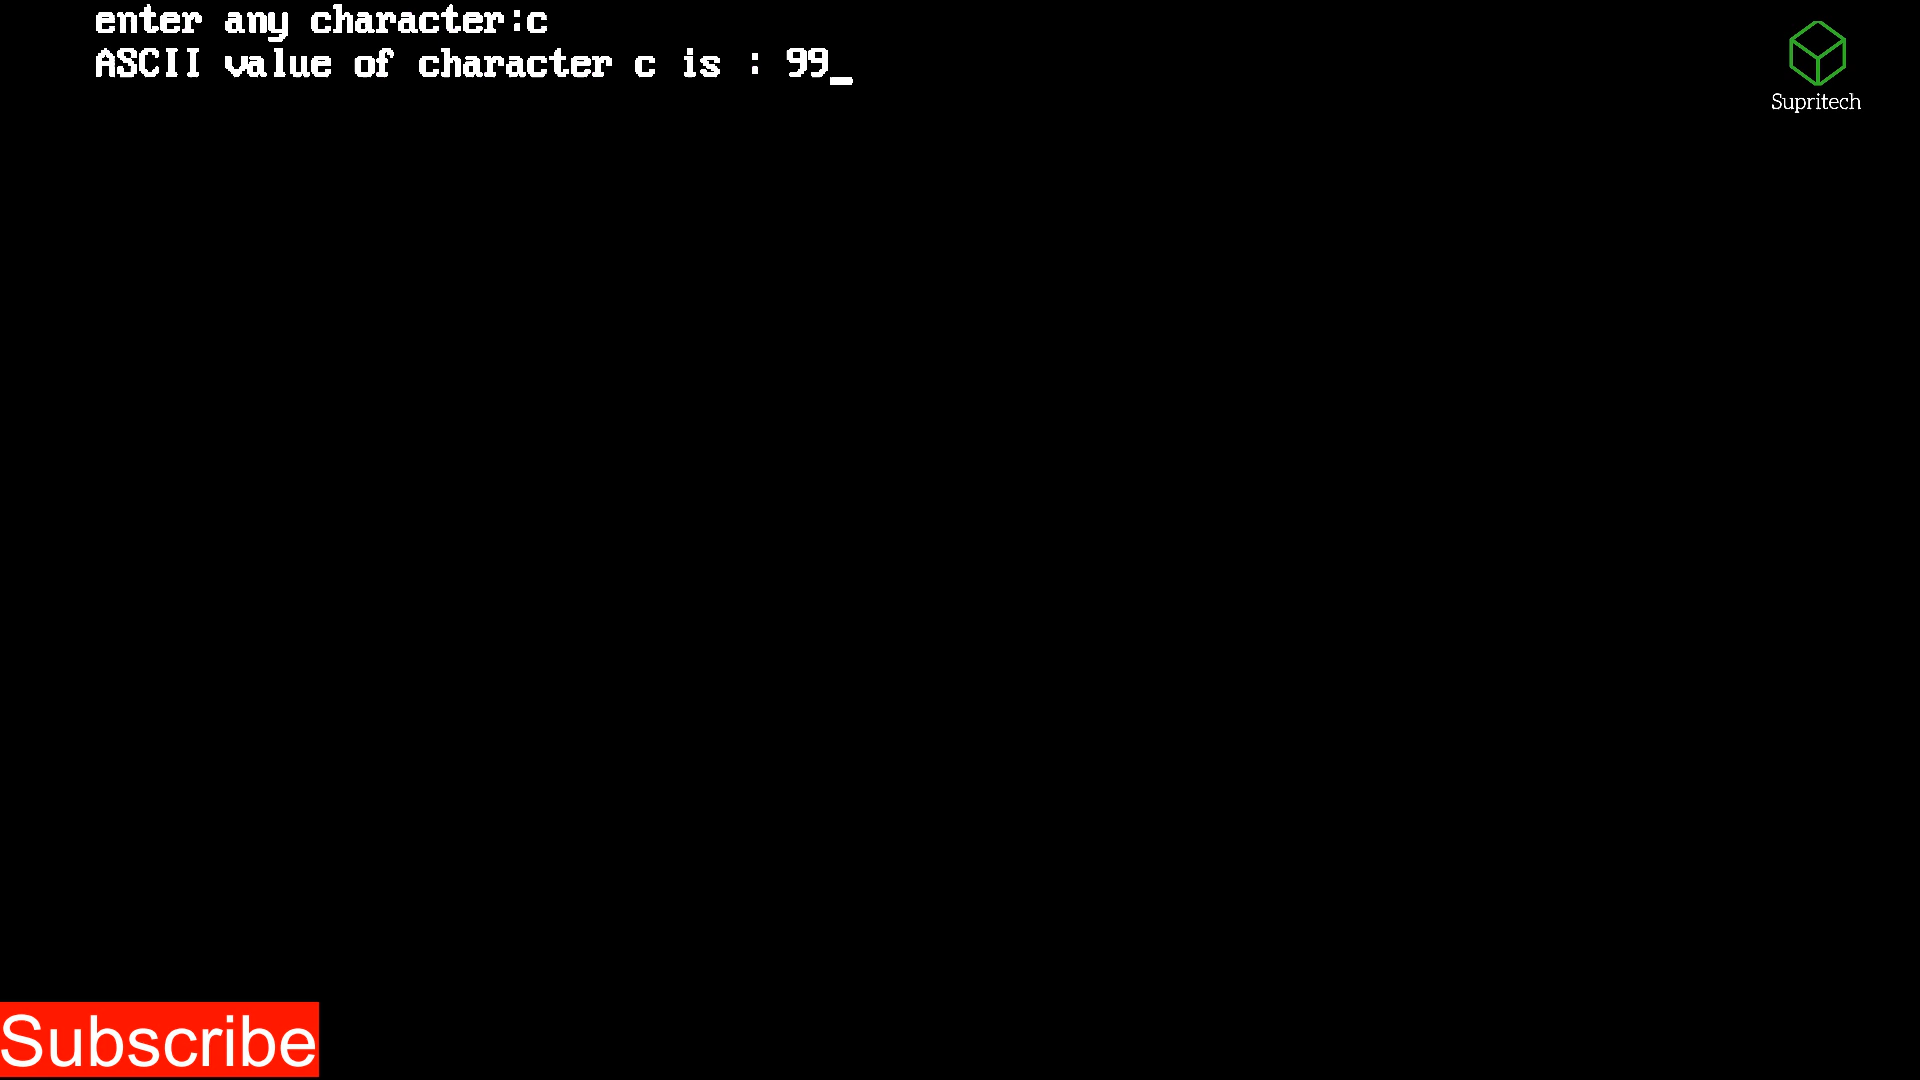 enter any character:c
ASCII value of character c is : 99_
Supritech
Subscribe